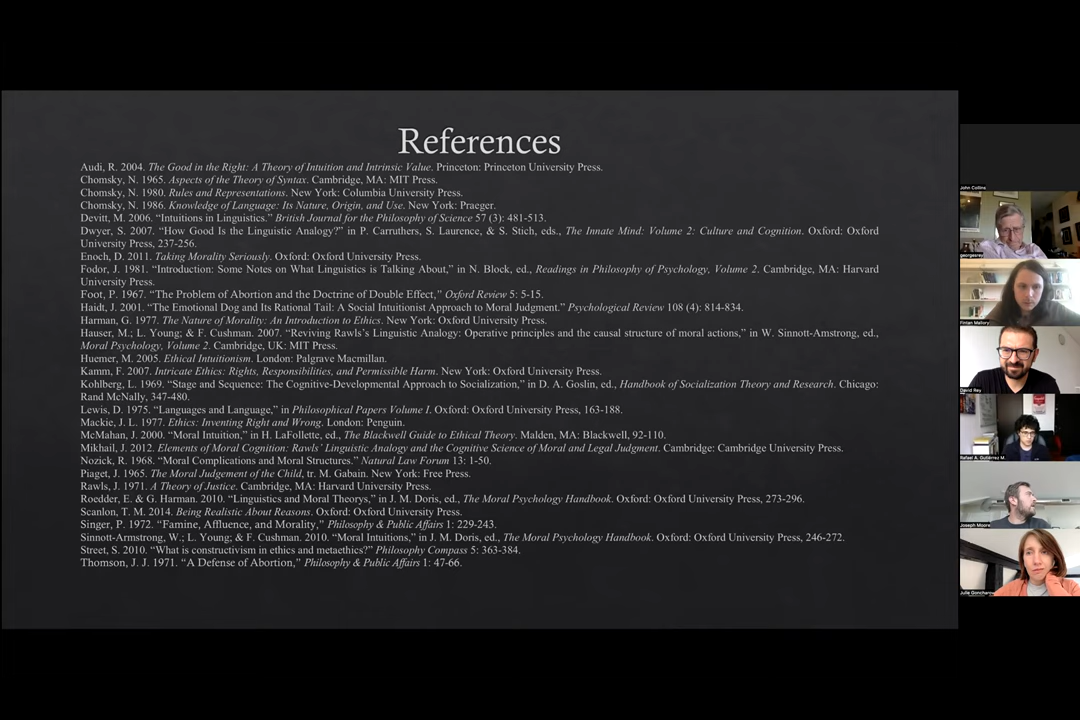 References
Audi, R. 2004. The Good in the Right: A Theory of Intuition and Intrinsic Value. Princeton: Princeton University Press.
Chomsky, N. 1965. Aspects of the Theory of Syntax. Cambridge, MA: MIT Press.
Chomsky, N. 1980. Rules and Representations. New York: Columbia University Press.
Chomsky, N. 1986. Knowledge of Language: Its Nature, Origin, and Use. New York: Praeger.
Devitt, M. 2006. “Intuitions in Linguistics.” British Journal for the Philosophy of Science 57 (3): 481-513.
Dwyer, S. 2007. “How Good Is the Linguistic Analogy?” in P. Carruthers, S. Laurence, & S. Stich, eds., The Innate Mind: Volume 2: Culture and Cognition. Oxford: Oxford
University Press, 237-256.
Enoch, D. 2011. Taking Morality Seriously. Oxford: Oxford University Press.
Fodor, J. 1981. “Introduction: Some Notes on What Linguistics is Talking About,” in N. Block, ed., Readings in Philosophy of Psychology, Volume 2. Cambridge, MA: Harvard
University Press.
Foot, P. 1967. “The Problem of Abortion and the Doctrine of Double Effect,” Oxford Review 5: 5-15.
Haidt, J. 2001. “The Emotional Dog and Its Rational Tail: A Social Intuitionist Approach to Moral Judgment.” Psychological Review 108 (4): 814-834.
Harman, G. 1977. The Nature of Morality: An Introduction to Ethics. New York: Oxford University Press.
Hauser, M.; L. Young; & F. Cushman. 2007. “Reviving Rawls’s Linguistic Analogy: Operative principles and the causal structure of moral actions,” in W. Sinnott-Amstrong, ed.,
Moral Psychology, Volume 2. Cambridge, UK: MIT Press.
Huemer, M. 2005. Ethical Intuitionism. London: Palgrave Macmillan.
Kamm, F. 2007. Intricate Ethics: Rights, Responsibilities, and Permissible Harm. New York: Oxford University Press.
Kohlberg, L. 1969. “Stage and Sequence: The Cognitive-Developmental Approach to Socialization,” in D. A. Goslin, ed., Handbook of Socialization Theory and Research. Chicago:
Rand McNally, 347-480.
Lewis, D. 1975. “Languages and Language,” in Philosophical Papers Volume I. Oxford: Oxford University Press, 163-188.
Mackie, J. L. 1977. Ethics: Inventing Right and Wrong. London: Penguin.
McMahan, J. 2000. “Moral Intuition,” in H. LaFollette, ed., The Blackwell Guide to Ethical Theory. Malden, MA: Blackwell, 92-110.
Mikhail, J. 2012. Elements of Moral Cognition: Rawls’ Linguistic Analogy and the Cognitive Science of Moral and Legal Judgment. Cambridge: Cambridge University Press.
Nozick, R. 1968. “Moral Complications and Moral Structures.” Natural Law Forum 13: 1-50.
Piaget, J. 1965. The Moral Judgement of the Child, tr. M. Gabain. New York: Free Press.
Rawls, J. 1971. A Theory of Justice. Cambridge, MA: Harvard University Press.
Roedder, E. & G. Harman. 2010. “Linguistics and Moral Theorys,” in J. M. Doris, ed., The Moral Psychology Handbook. Oxford: Oxford University Press, 273-296.
Scanlon, T. M. 2014. Being Realistic About Reasons. Oxford: Oxford University Press.
Singer, P. 1972. “Famine, Affluence, and Morality,” Philosophy & Public Affairs 1: 229-243.
Sinnott-Armstrong, W.; L. Young; & F. Cushman. 2010. “Moral Intuitions,” in J. M. Doris, ed., The Moral Psychology Handbook. Oxford: Oxford University Press, 246-272.
Street, S. 2010. “What is constructivism in ethics and metaethics?” Philosophy Compass 5: 363-384.
Thomson, J. J. 1971. “A Defense of Abortion,” Philosophy & Public Affairs 1: 47-66.
John Collins
georgesrey
Finlan Mallory
David Rey
Rafael A. Gutiérrez M.
Joseph Moore
Julie